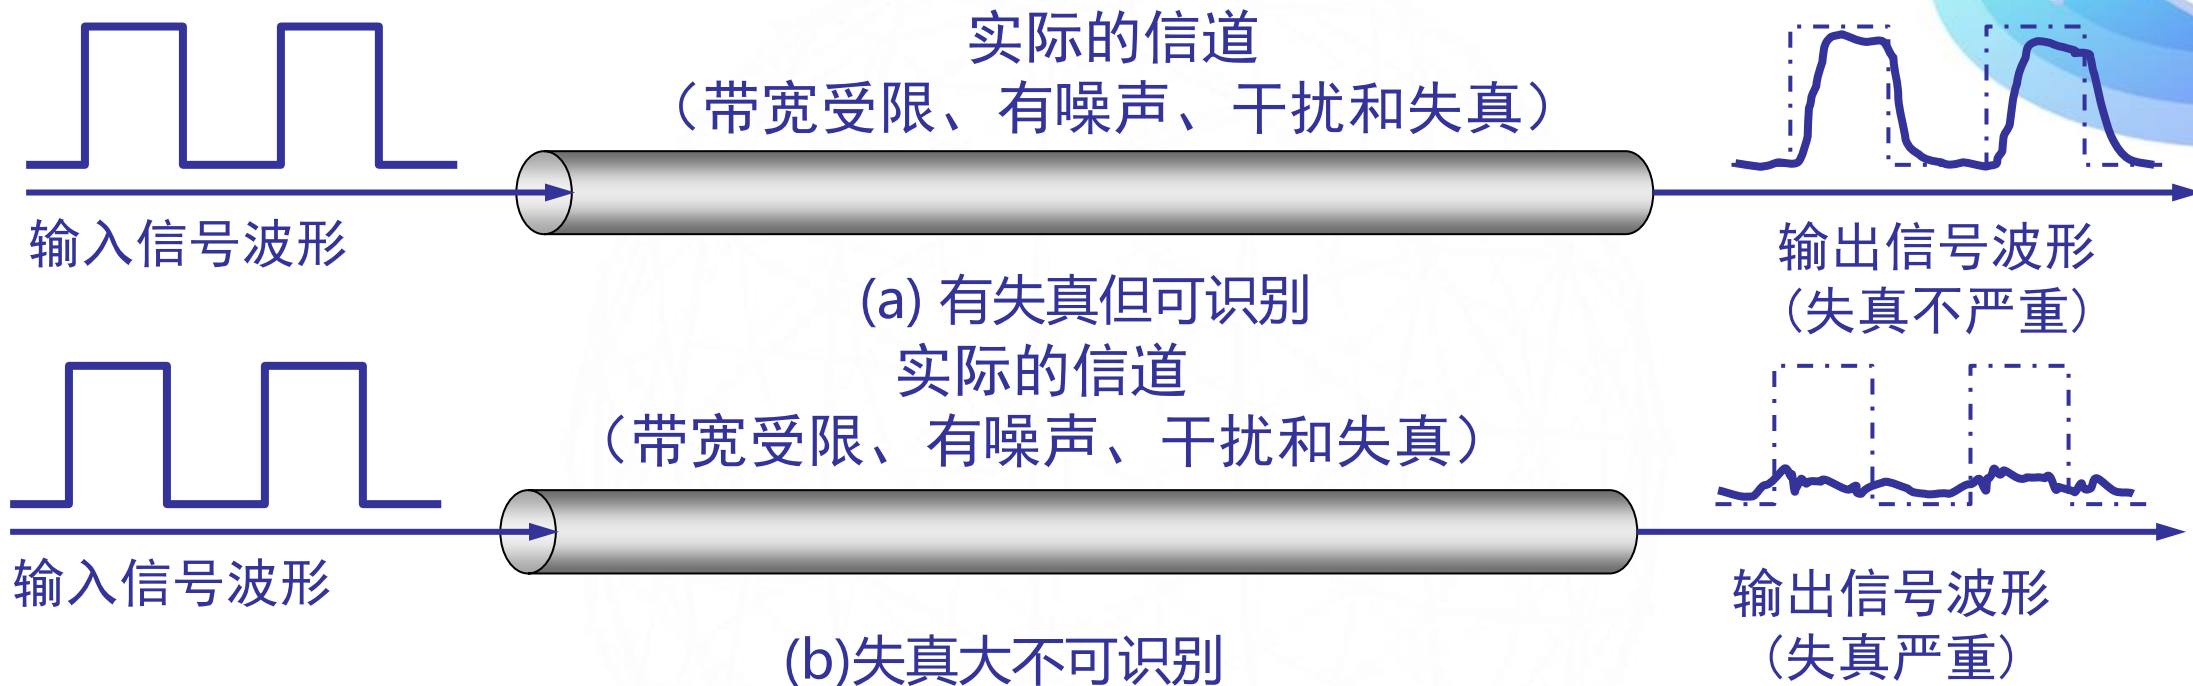 实际的信道
（带宽受限、有噪声、干扰和失真）
输入信号波形
输出信号波形
（失真不严重）
(a) 有失真但可识别
实际的信道
（带宽受限、有噪声、干扰和失真）
输入信号波形
输出信号波形
（失真严重）
(b)失真大不可识别